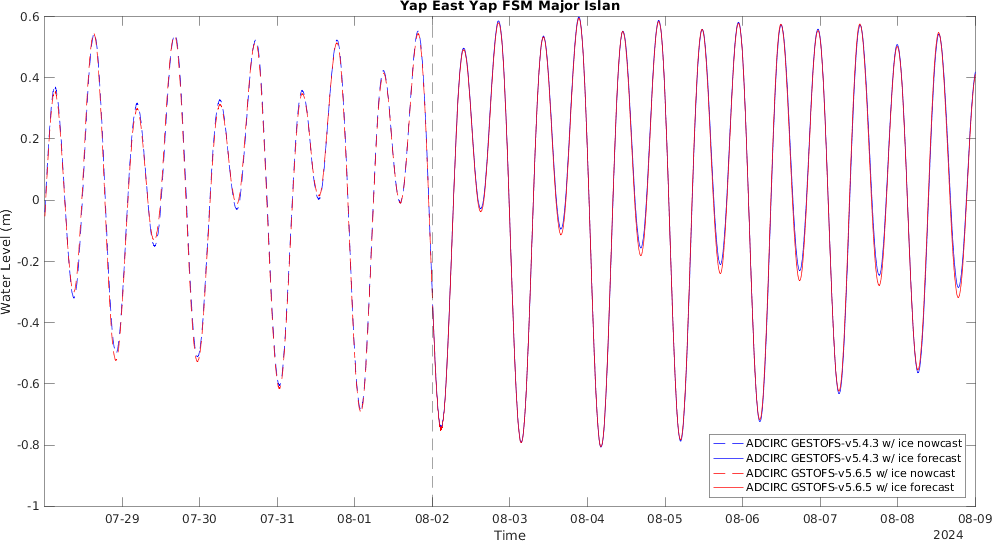 Yap East Yap FSM Major Islan
0.6
0.4
0.2
0
-0.2
-0.4
-0.6
-0.8
-1
Water Level (m)
ADCIRC GESTOFS-v5.4.3 w/ ice nowcast
ADCIRC GESTOFS-v5.4.3 w/ ice forecast
ADCIRC GSTOFS-v5.6.5 w/ ice nowcast
ADCIRC GSTOFS-v5.6.5 w/ ice forecast
07-29 07-30 07-31 08-01 08-02 08-03 08-04 08-05 08-06 08-07 08-08 08-09
Time
2024